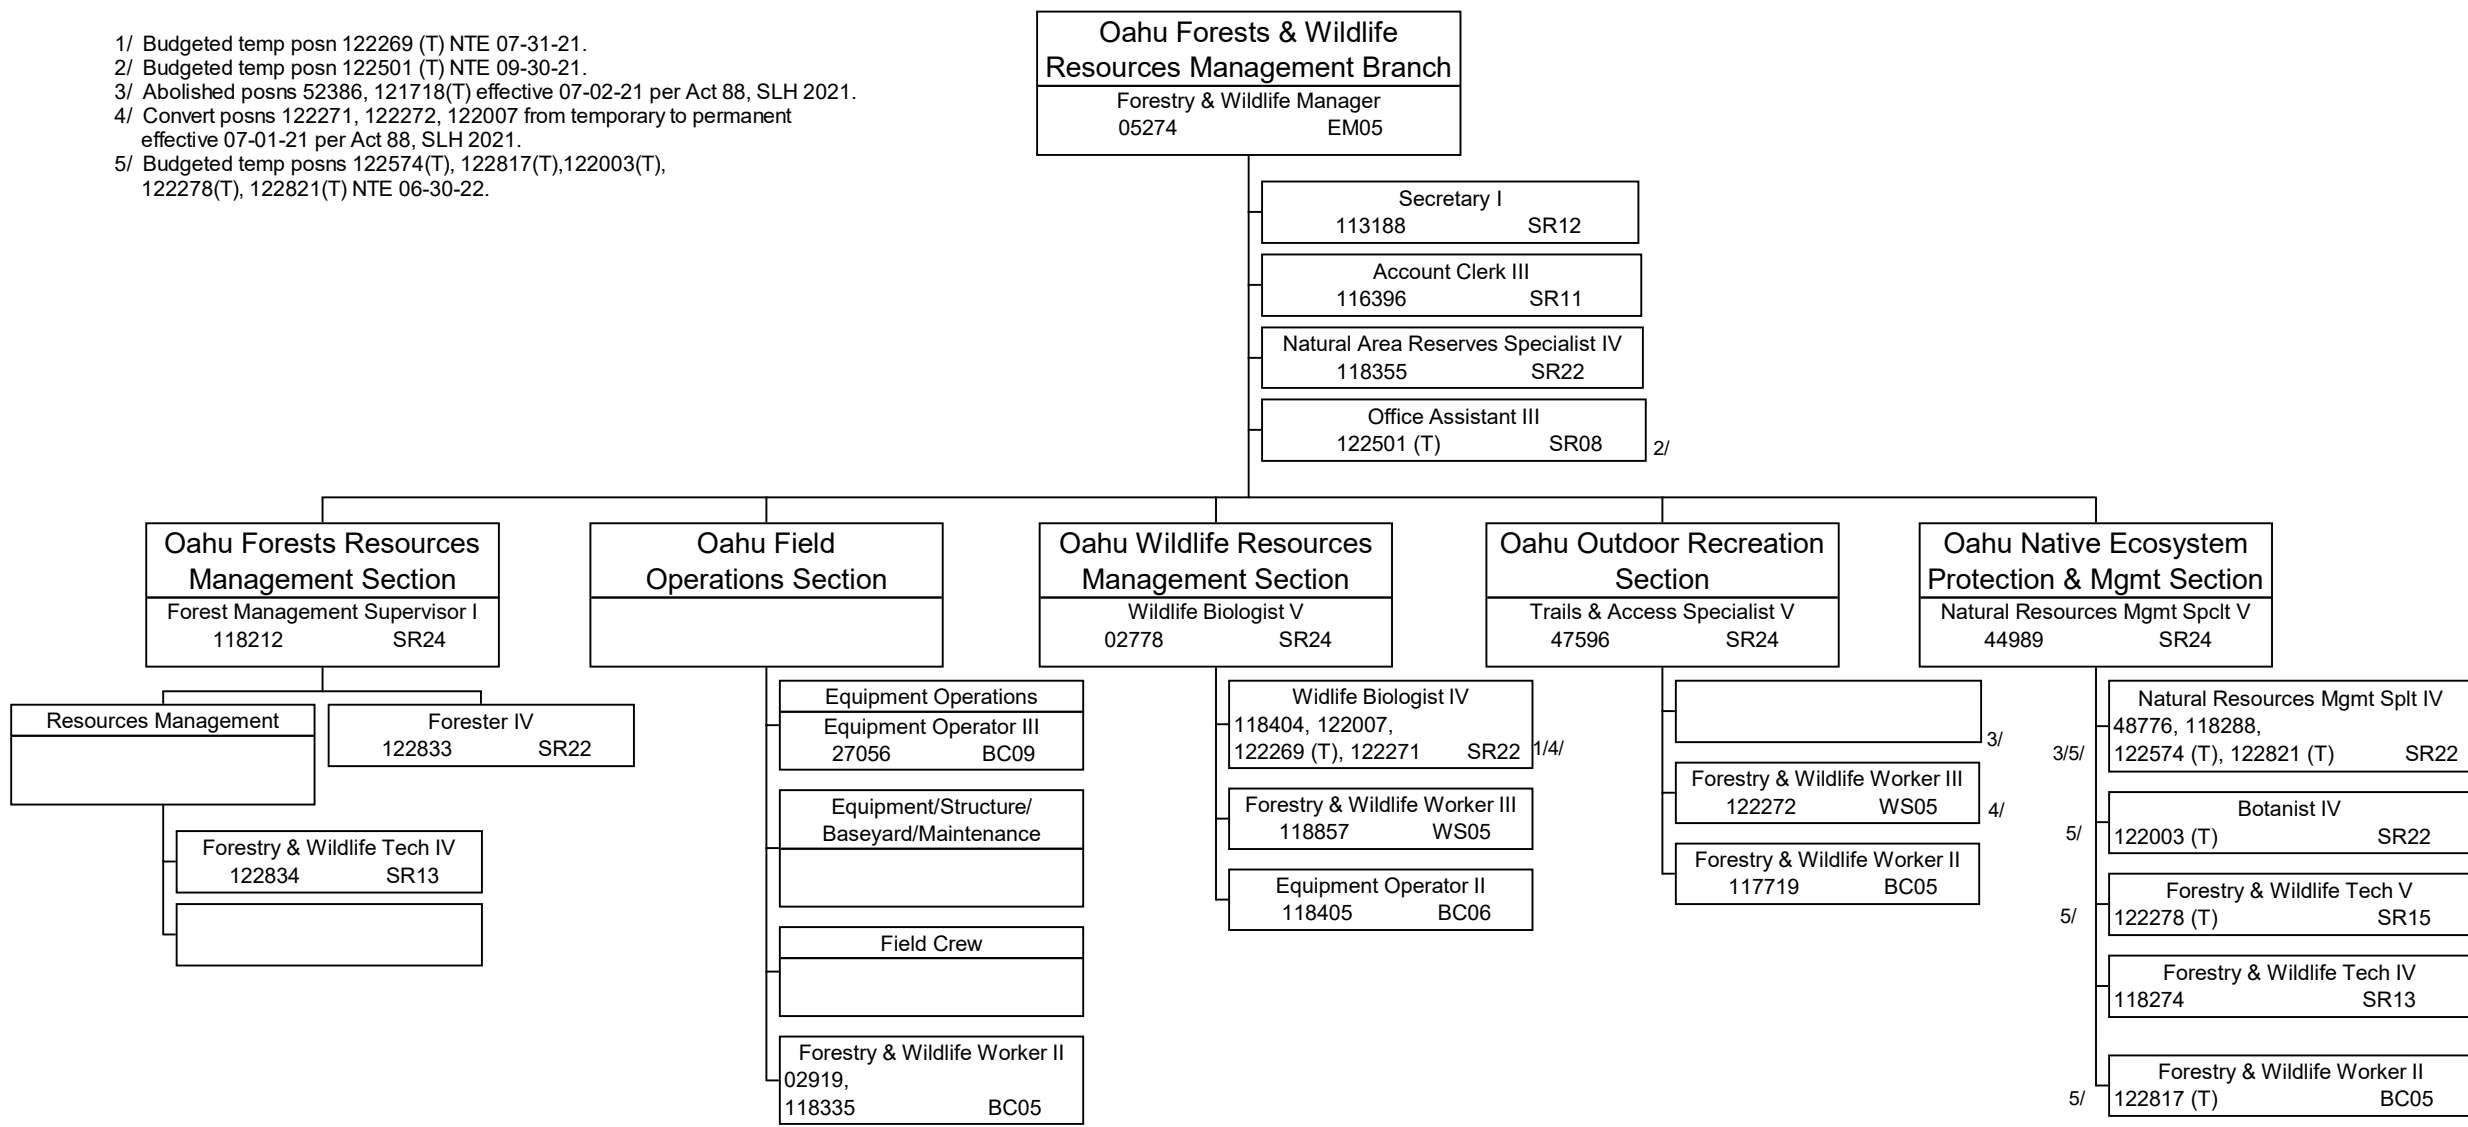 1/ Budgeted temp posn 122269 (T) NTE 07-31-21.
2/ Budgeted temp posn 122501 (T) NTE 09-30-21.
3/ Abolished posns 52386, 121718(T) effective 07-02-21 per Act 88, SLH 2021.
4/ Convert posns 122271, 122272, 122007 from temporary to permanent
effective 07-01-21 per Act 88, SLH 2021.
5/ Budgeted temp posns 122574(T), 122817(T),122003(T),
122278(T), 122821(T) NTE 06-30-22.
Oahu Forests & Wildlife
Resources Management Branch
Forestry & Wildlife Manager
05274 EM05
Secretary I
113188 SR12
Account Clerk III
116396 SR11
Natural Area Reserves Specialist IV
118355 SR22
Office Assistant III
122501 (T) SR08 2/
Oahu Forests Resources
Management Section
Forest Management Supervisor I
118212 SR24
Resources Management
Forester IV
122833 SR22
Forestry & Wildlife Tech IV
122834 SR13
Oahu Field
Operations Section
Equipment Operations
Equipment Operator III
27056 BC09
Equipment/Structure/
Baseyard/Maintenance
Field Crew
Forestry & Wildlife Worker II
02919,
118335 BC05
Oahu Wildlife Resources
Management Section
Wildlife Biologist V
02778 SR24
Widlife Biologist IV
118404, 122007,
122269 (T), 122271 SR22 1/4/
Forestry & Wildlife Worker III
118857 WS05
Equipment Operator II
118405 BC06
Oahu Outdoor Recreation
Section
Trails & Access Specialist V
47596 SR24
3/
Forestry & Wildlife Worker III
122272 WS05 4/
Forestry & Wildlife Worker II
117719 BC05
Oahu Native Ecosystem
Protection & Mgmt Section
Natural Resources Mgmt Spclt V
44989 SR24
Natural Resources Mgmt Splt IV
48776, 118288,
3/5/ 122574 (T), 122821 (T) SR22
Botanist IV
5/ 122003 (T) SR22
Forestry & Wildlife Tech V
5/ 122278 (T) SR15
Forestry & Wildlife Tech IV
118274 SR13
Forestry & Wildlife Worker II
5/ 122817 (T) BC05